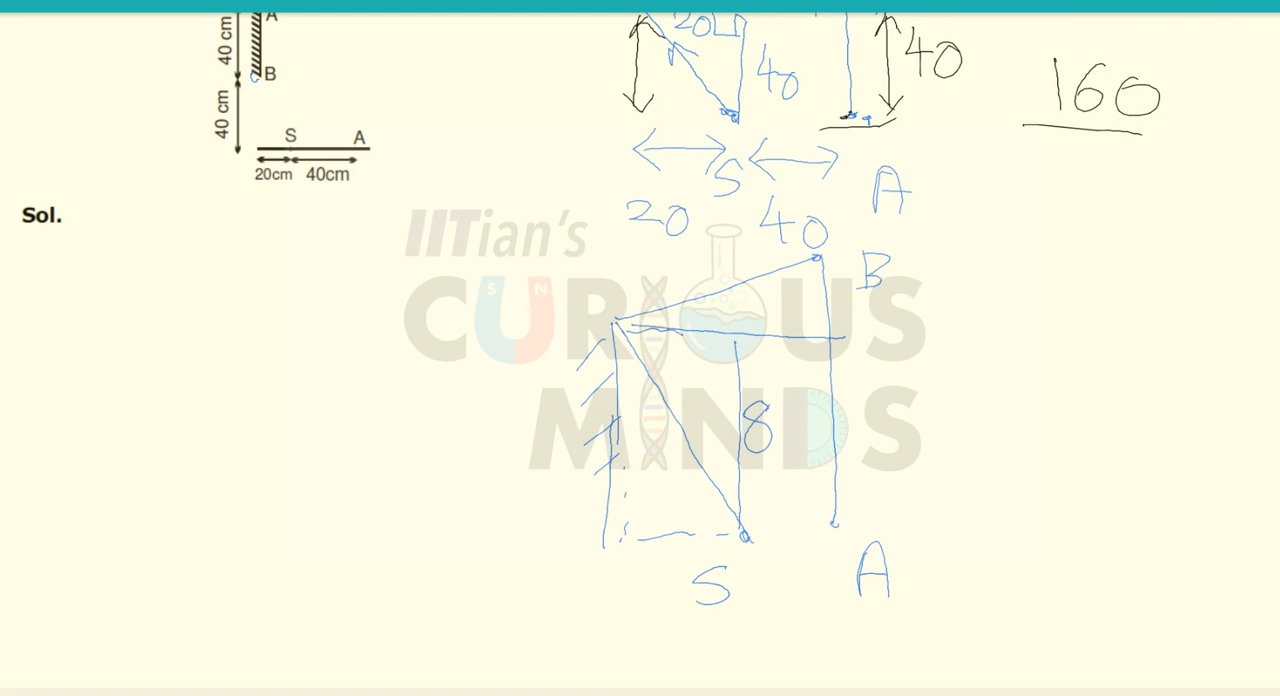 40 cm
A
B
40 cm
S A
20cm 40cm
20
40
40
160
S
A
20
40
Sol.
IITian's
CURIOUS
S N
MINDS
B
8
S
A